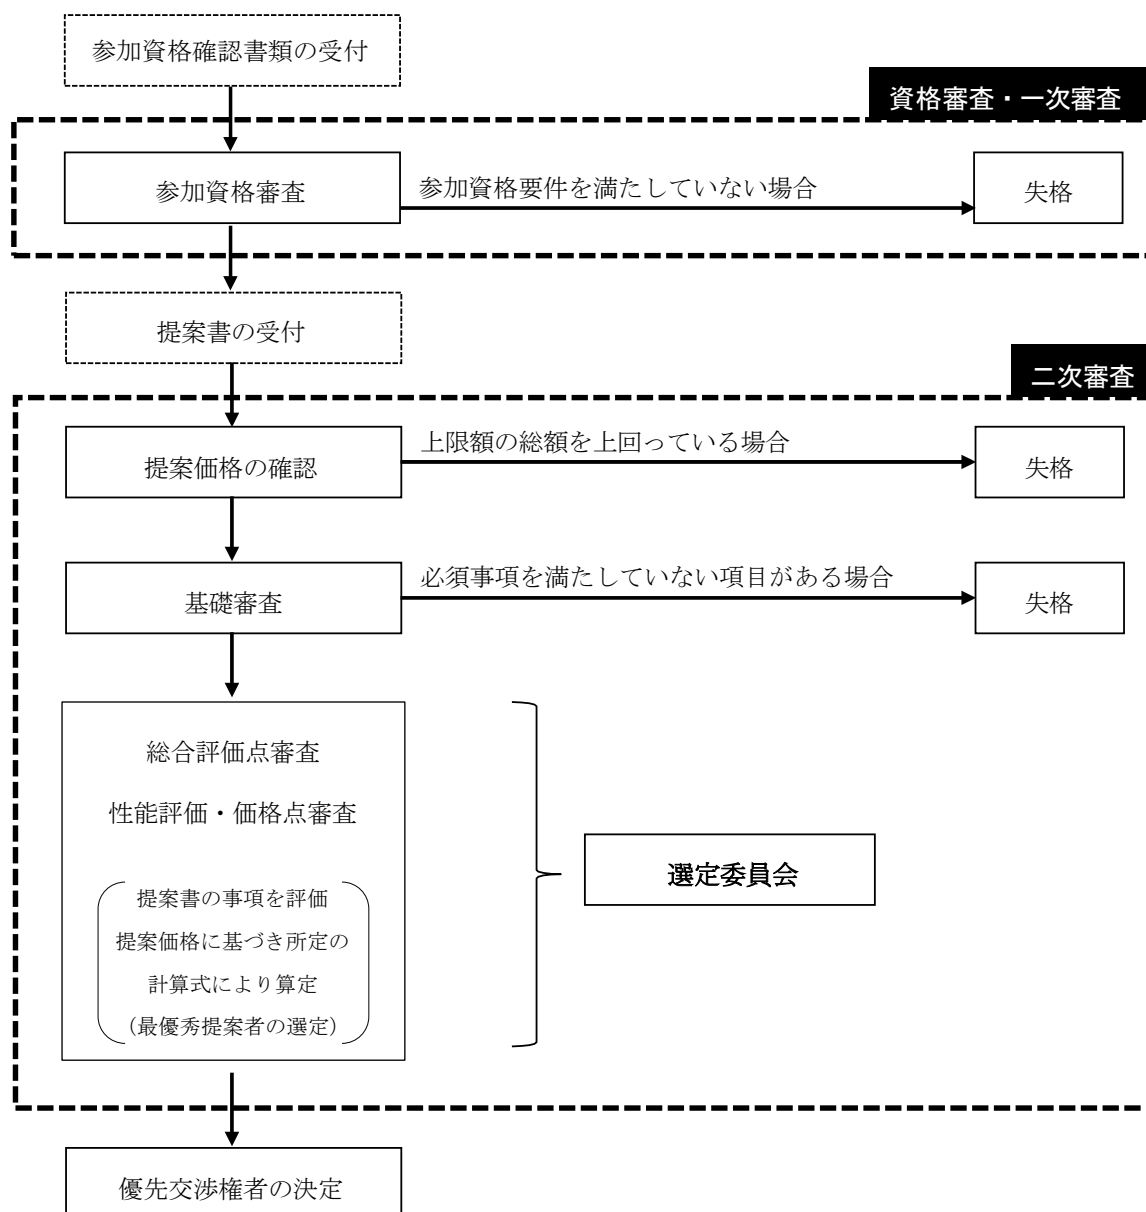 参加資格確認書類の受付
資格審査・一次審査
参加資格審査
参加資格要件を満たしていない場合
失格
提案書の受付
二次審査
提案価格の確認
上限額の総額を上回っている場合
失格
基礎審査
必須事項を満たしていない項目がある場合
失格
総合評価点審査
性能評価・価格点審査
提案書の事項を評価
提案価格に基づき所定の
計算式により算定
(最優秀提案者の選定)
選定委員会
優先交渉権者の決定